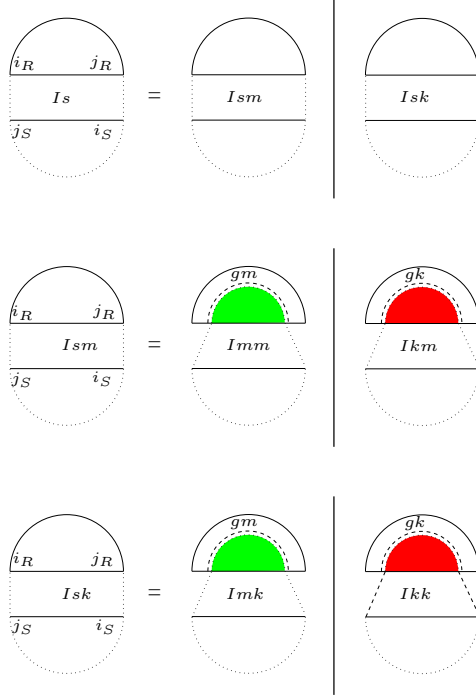 i_R j_R
Is = Ism Isk
j_S i_S
gm gk
i_R j_R
Ism = Imm Ikm
j_S i_S
gm gk
i_R j_R
Isk = Imk Ikk
j_S i_S